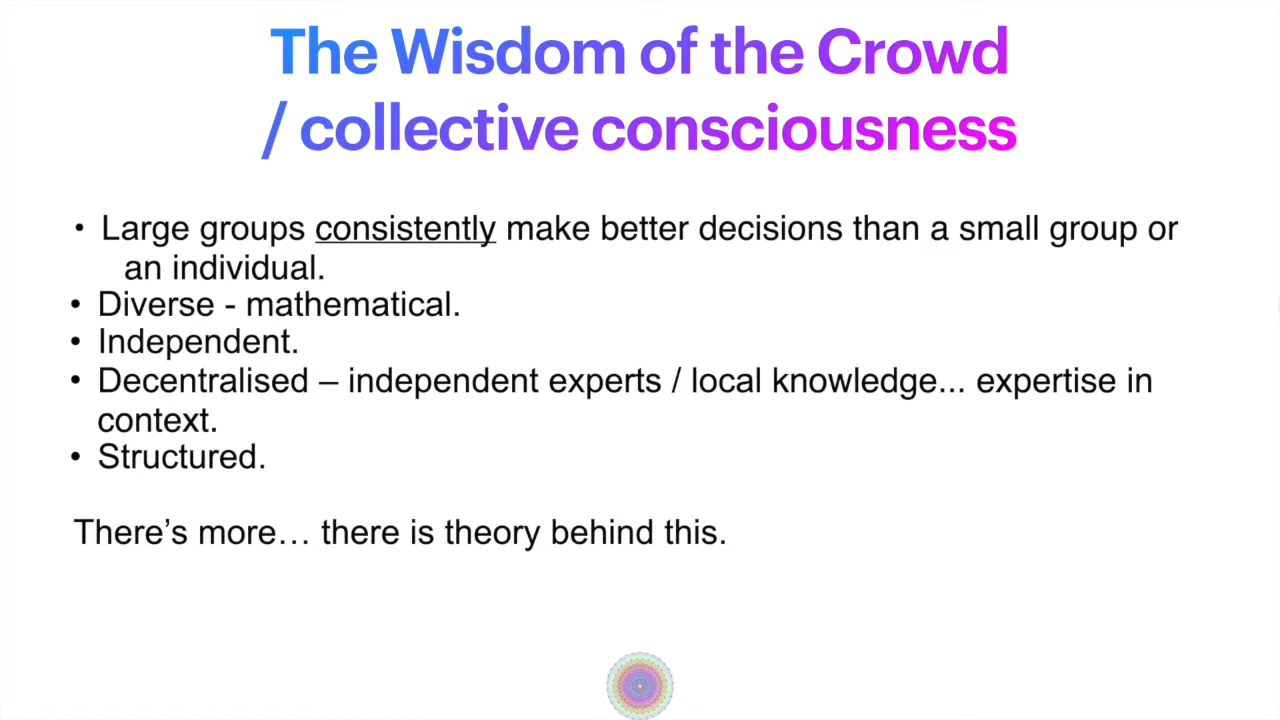 The Wisdom of the Crowd
/ collective consciousness
• Large groups consistently make better decisions than a small group or
an individual.
• Diverse - mathematical.
• Independent.
• Decentralised – independent experts / local knowledge... expertise in
context.
• Structured.
There’s more… there is theory behind this.